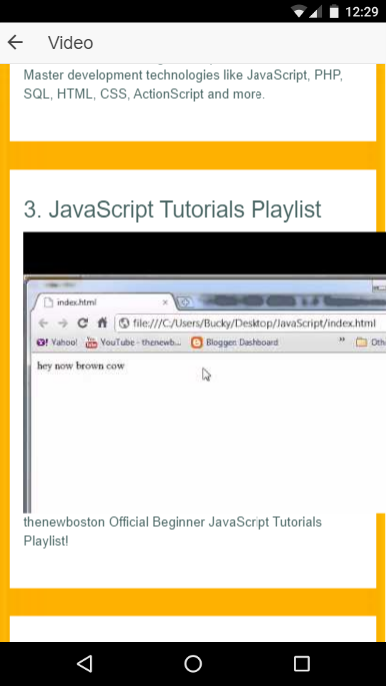 12:29
Video
Master development technologies like JavaScript, PHP,
SQL, HTML, CSS, ActionScript and more.
3. JavaScript Tutorials Playlist
index.html
file:///C:/Users/Bucky/Desktop/JavaScript/index.html
Yahoo! YouTube - thenewb... Blogger: Dashboard » Oth
hey now brown cow
thenewboston Official Beginner JavaScript Tutorials
Playlist!